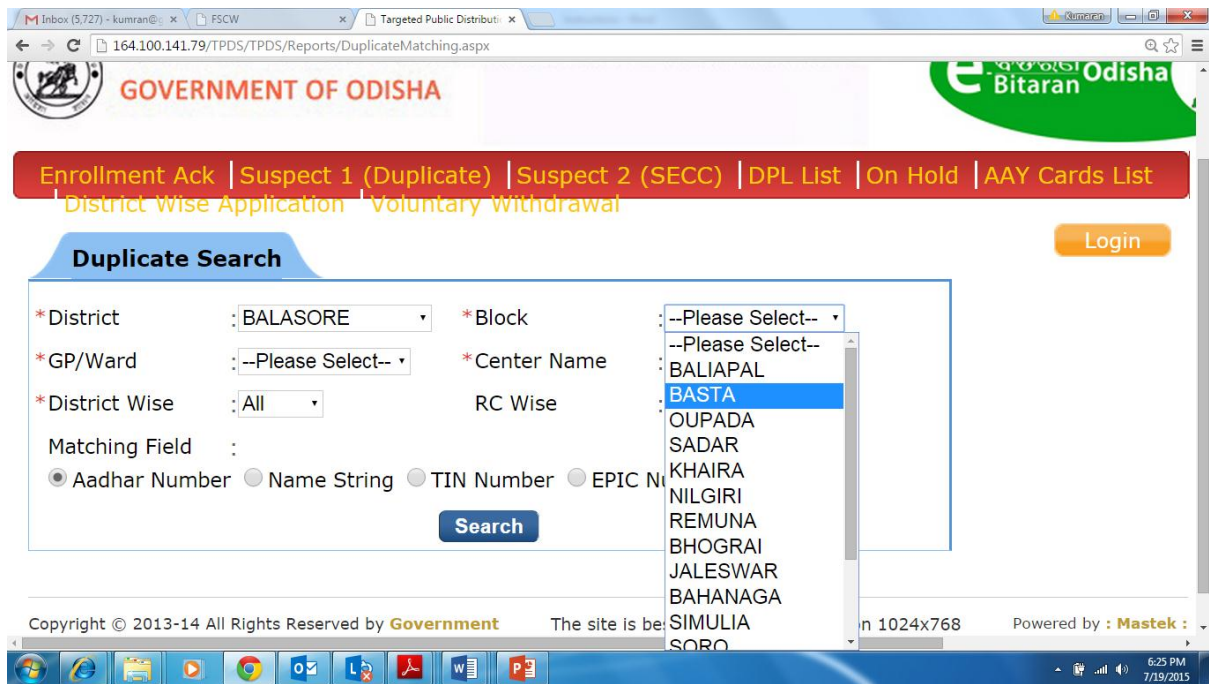 Inbox (5,727) - kumran@g
FSCW
Targeted Public Distributi
Kumaran
164.100.141.79/TPDS/TPDS/Reports/DuplicateMatching.aspx
GOVERNMENT OF ODISHA
e-
Bitaran Odisha
Enrollment Ack | Suspect 1 (Duplicate) | Suspect 2 (SECC) | DPL List | On Hold | AAY Cards List
| District Wise Application | Voluntary Withdrawal
Login
Duplicate Search
*District : BALASORE *Block : --Please Select--
*GP/Ward : --Please Select-- *Center Name :
*District Wise : All RC Wise :
Matching Field :
Aadhar Number Name String TIN Number EPIC Nu
Search
--Please Select--
BALIAPAL
BASTA
OUPADA
SADAR
KHAIRA
NILGIRI
REMUNA
BHOGRAI
JALESWAR
BAHANAGA
SIMULIA
SORO
Copyright © 2013-14 All Rights Reserved by Government The site is be n 1024x768 Powered by : Mastek :
6:25 PM
7/19/2015